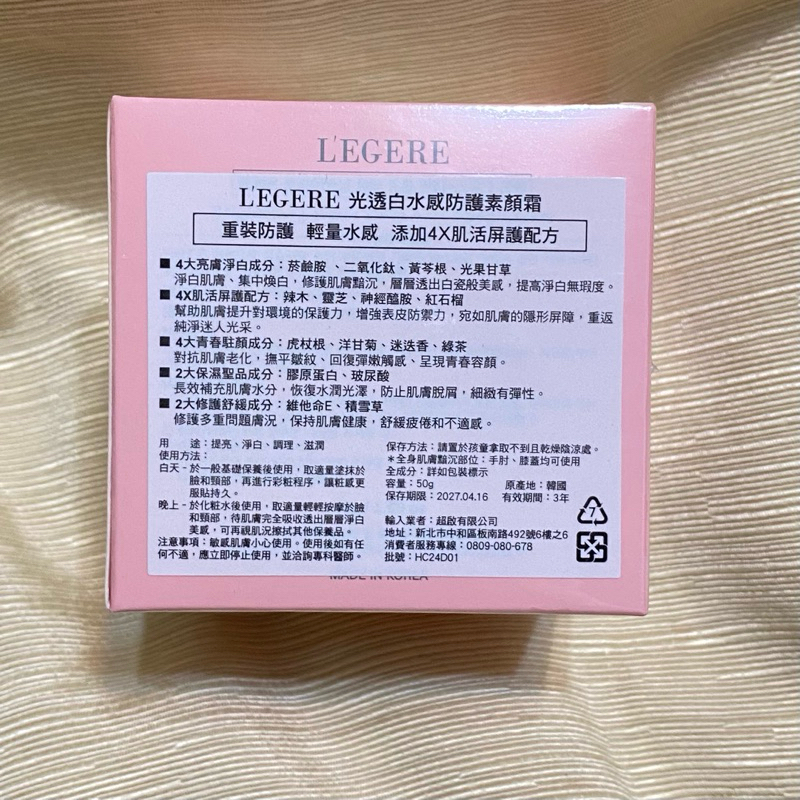 L'EGERE
L'EGERE 光透白水感防護素顏霜
重裝防護 輕量水感 添加4X肌活屏護配方
■ 4大亮膚淨白成分：菸鹼胺 、二氧化鈦、黃芩根、光果甘草
淨白肌膚、集中煥白，修護肌膚黯沉，層層透出白瓷般美感，提高淨白無瑕度。
■ 4X肌活屏護配方：辣木、靈芝、神經醯胺、紅石榴
幫助肌膚提升對環境的保護力，增強表皮防禦力，宛如肌膚的隱形屏障，重返
純淨迷人光采。
■ 4大青春駐顏成分：虎杖根、洋甘菊、迷迭香、綠茶
對抗肌膚老化，撫平皺紋、回復彈嫩觸感、呈現青春容顏。
■ 2大保濕聖品成分：膠原蛋白、玻尿酸
長效補充肌膚水分，恢復水潤光澤，防止肌膚脫屑，細緻有彈性。
■ 2大修護舒緩成分：維他命E、積雪草
修護多重問題膚況，保持肌膚健康，舒緩疲倦和不適感。
用 途：提亮、淨白、調理、滋潤
使用方法：
白天－於一般基礎保養後使用，取適量塗抹於
臉和頸部，再進行彩粧程序，讓粧感更
服貼持久。
晚上－於化粧水後使用，取適量輕輕按摩於臉
和頸部，待肌膚完全吸收透出層層淨白
美感，可再視肌況擦拭其他保養品。
注意事項：敏感肌膚小心使用。使用後如有任
何不適，應立即停止使用，並洽詢專科醫師。
保存方法：請置於孩童拿取不到且乾燥陰涼處。
＊全身肌膚黯沉部位：手肘、膝蓋均可使用
全成分：詳如包裝標示
容量：50g 原產地：韓國
保存期限：2027.04.16 有效期間：3年
輸入業者：超啟有限公司
地址：新北市中和區板南路492號6樓之6
消費者服務專線：0809-080-678
批號：HC24D01
7
MADE IN KOREA